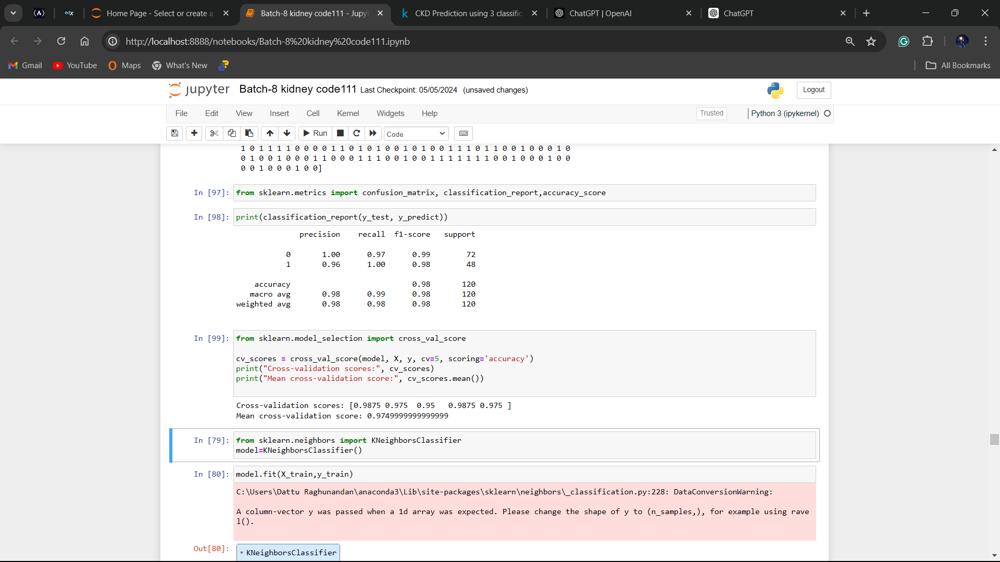 edX
Home Page - Select or create a
Batch-8 kidney code111 - Jupyt
CKD Prediction using 3 classific
ChatGPT | OpenAI
ChatGPT
http://localhost:8888/notebooks/Batch-8%20kidney%20code111.ipynb
Gmail YouTube Maps What's New All Bookmarks
jupyter Batch-8 kidney code111 Last Checkpoint: 05/05/2024 (unsaved changes) Logout
File Edit View Insert Cell Kernel Widgets Help Trusted Python 3 (ipykernel)
Run Code
1 0 1 1 1 1 0 0 0 0 1 1 0 1 0 1 0 0 1 0 1 0 0 1 1 1 0 1 1 0 0 1 0 0 0 1 0
0 1 0 0 1 0 0 0 1 1 0 0 0 1 1 1 0 0 1 0 0 1 1 1 1 1 1 1 0 0 1 0 0 0 1 0 0
0 0 1 0 0 0 1 0 0]
In [97]: from sklearn.metrics import confusion_matrix, classification_report,accuracy_score
In [98]: print(classification_report(y_test, y_predict))
precision recall f1-score support
0 1.00 0.97 0.99 72
1 0.96 1.00 0.98 48
accuracy 0.98 120
macro avg 0.98 0.99 0.98 120
weighted avg 0.98 0.98 0.98 120
In [99]: from sklearn.model_selection import cross_val_score
cv_scores = cross_val_score(model, X, y, cv=5, scoring='accuracy')
print("Cross-validation scores:", cv_scores)
print("Mean cross-validation score:", cv_scores.mean())
Cross-validation scores: [0.9875 0.975 0.95 0.9875 0.975 ]
Mean cross-validation score: 0.9749999999999999
In [79]: from sklearn.neighbors import KNeighborsClassifier
model=KNeighborsClassifier()
In [80]: model.fit(X_train,y_train)
C:\Users\Dattu Raghunandan\anaconda3\Lib\site-packages\sklearn\neighbors\_classification.py:228: DataConversionWarning:
A column-vector y was passed when a 1d array was expected. Please change the shape of y to (n_samples,), for example using rave
l().
Out[80]: KNeighborsClassifier